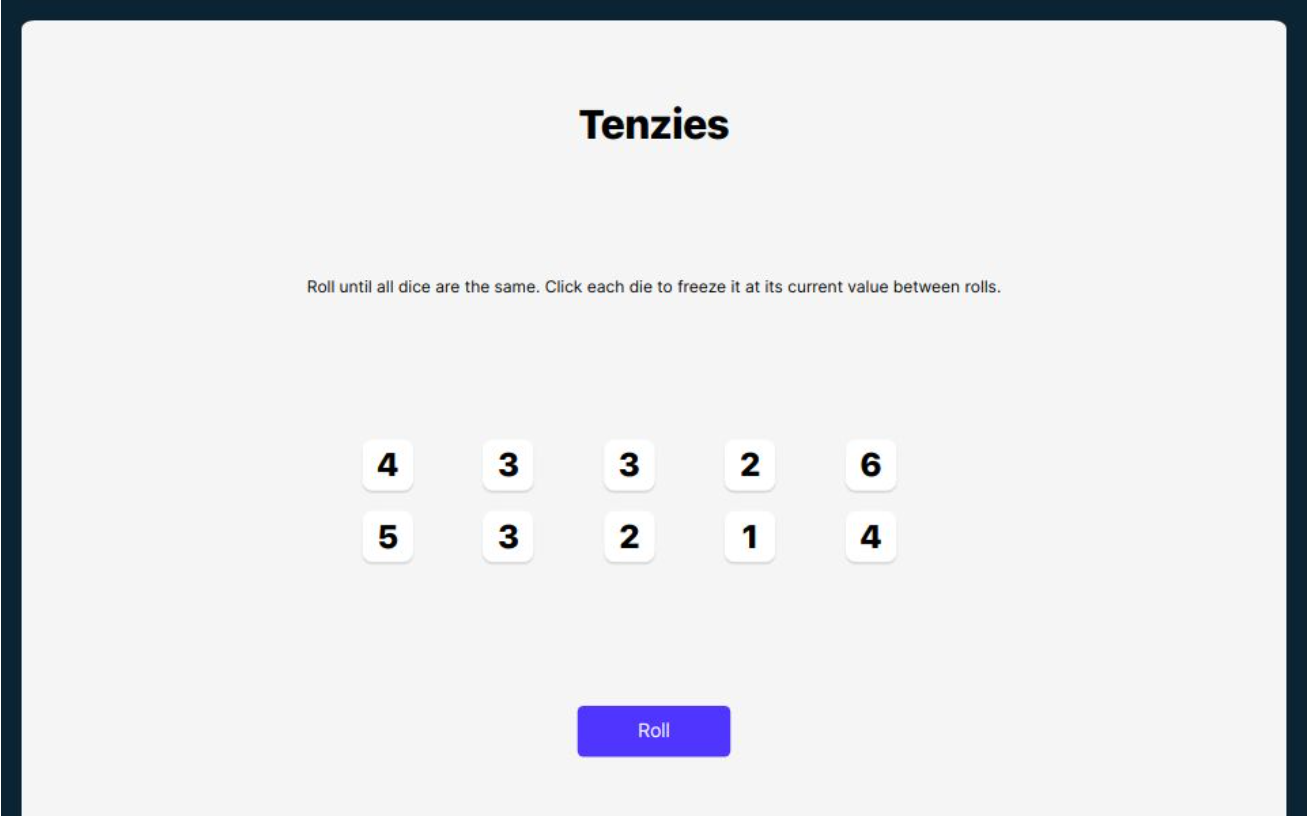 Tenzies
Roll until all dice are the same. Click each die to freeze it at its current value between rolls.
4 3 3 2 6
5 3 2 1 4
Roll